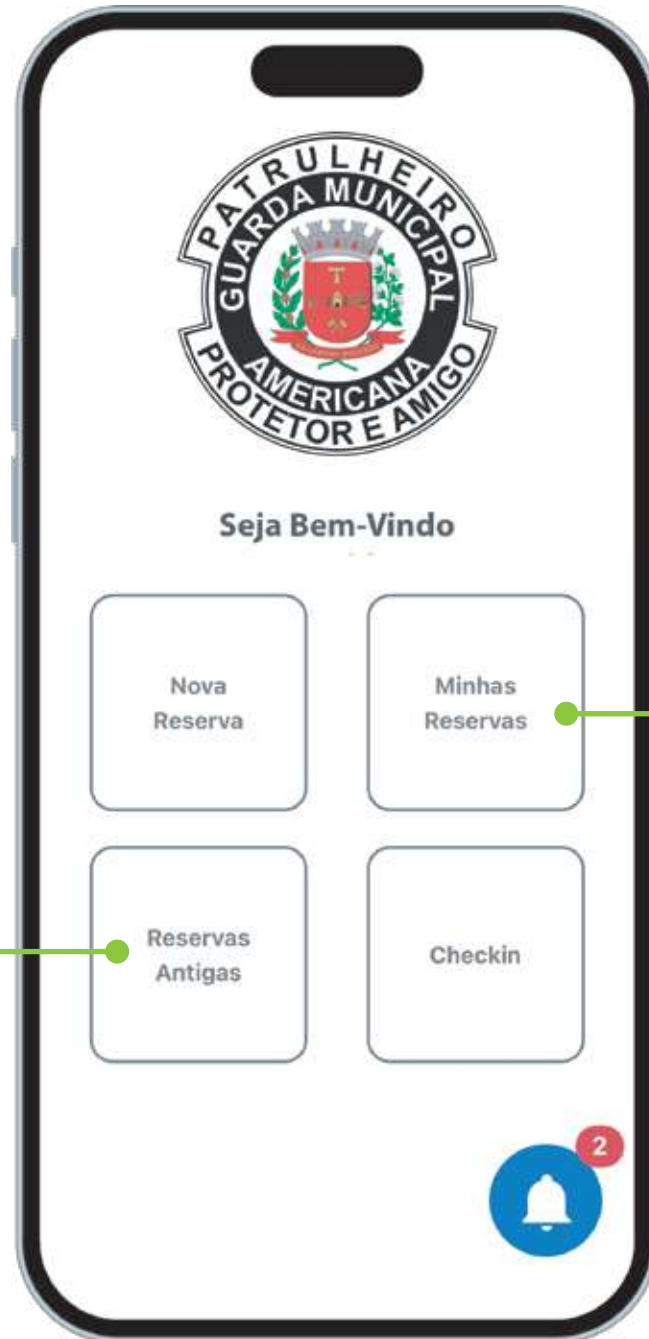 PATRULHEIRO
GUARDA MUNICIPAL
AMERICANA
PROTETOR E AMIGO
Seja Bem-Vindo
Nova
Reserva
Minhas
Reservas
Reservas
Antigas
Checkin
2